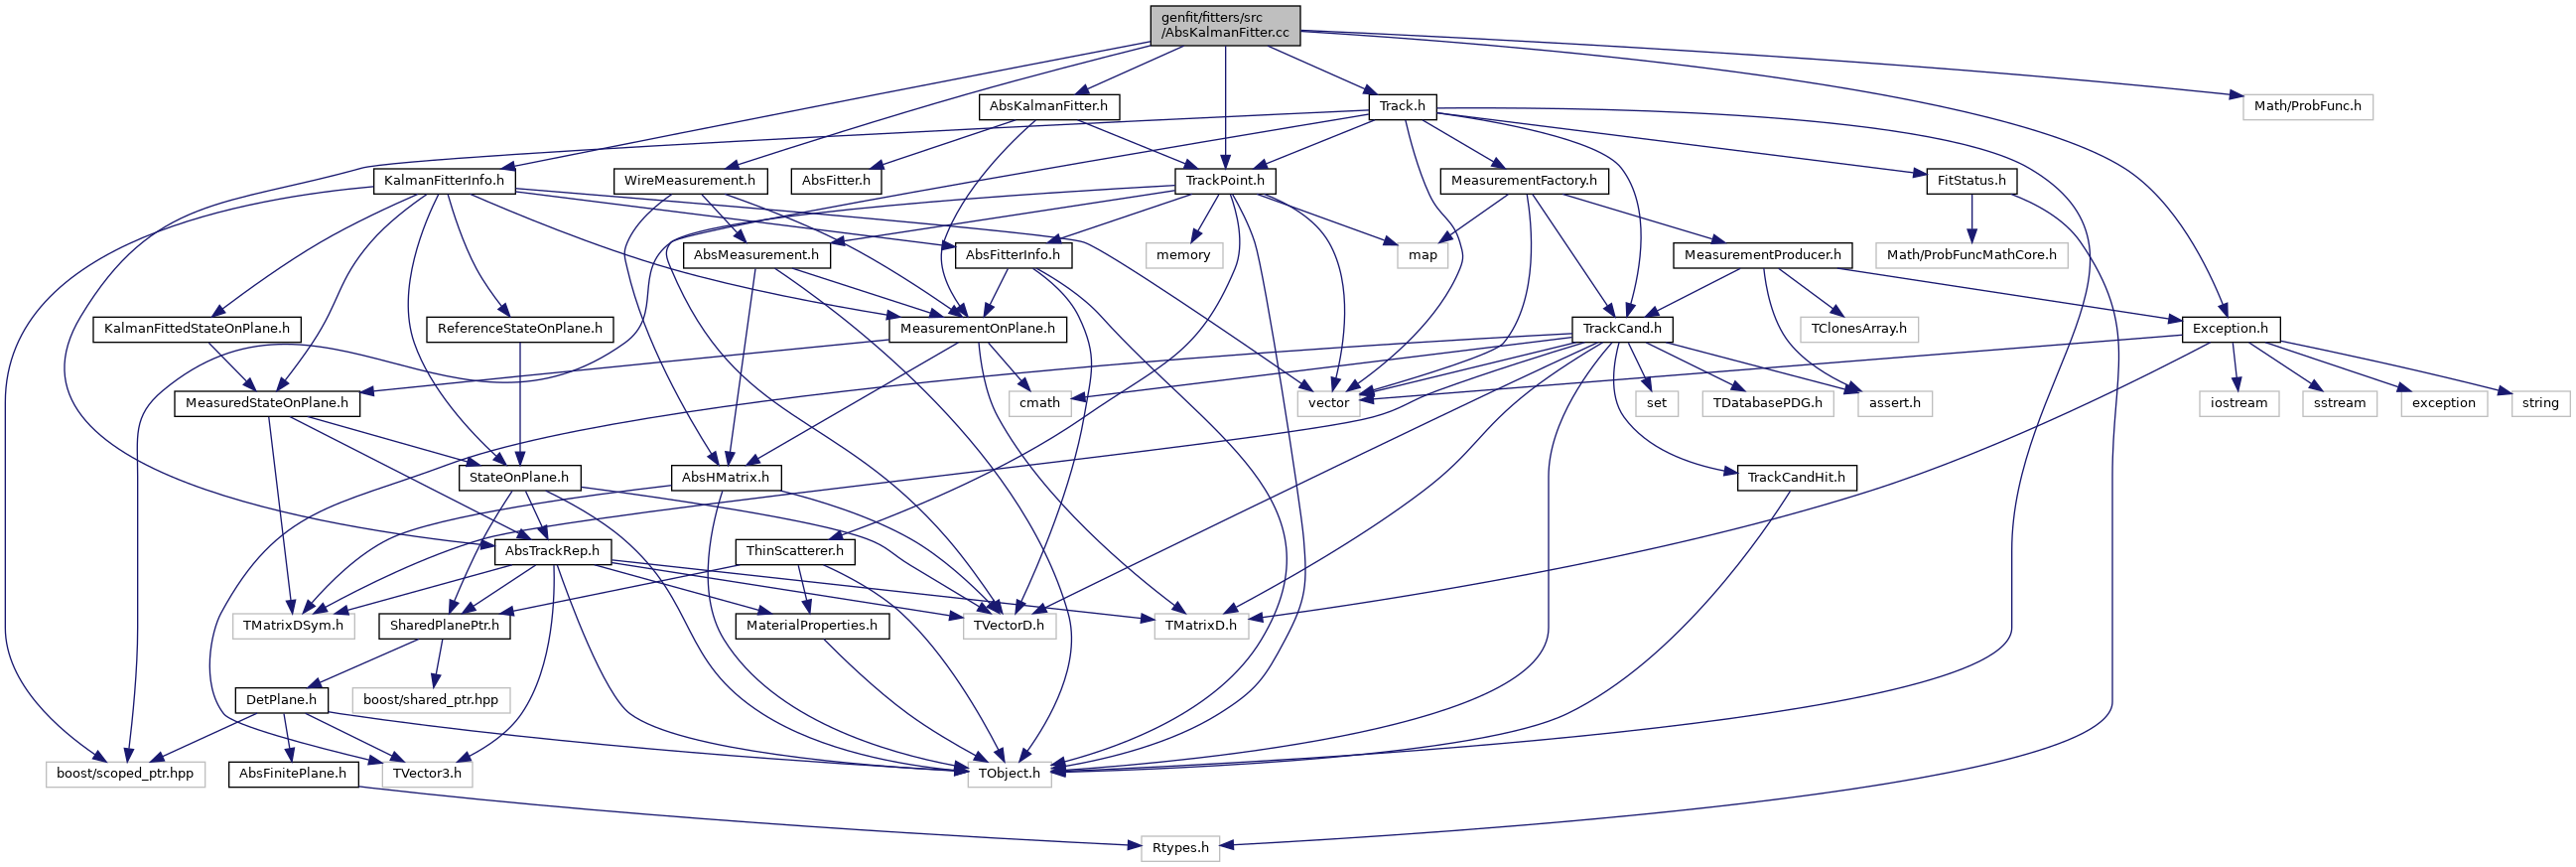 genfit/fitters/src
/AbsKalmanFitter.cc
AbsKalmanFitter.h
Track.h
Math/ProbFunc.h
KalmanFitterInfo.h
WireMeasurement.h
AbsFitter.h
TrackPoint.h
MeasurementFactory.h
FitStatus.h
AbsMeasurement.h
AbsFitterInfo.h
memory
map
MeasurementProducer.h
Math/ProbFuncMathCore.h
KalmanFittedStateOnPlane.h
ReferenceStateOnPlane.h
MeasurementOnPlane.h
TrackCand.h
TClonesArray.h
Exception.h
MeasuredStateOnPlane.h
cmath
vector
set
TDatabasePDG.h
assert.h
iostream
sstream
exception
string
StateOnPlane.h
AbsHMatrix.h
TrackCandHit.h
AbsTrackRep.h
ThinScatterer.h
TMatrixDSym.h
SharedPlanePtr.h
MaterialProperties.h
TVectorD.h
TMatrixD.h
DetPlane.h
boost/shared_ptr.hpp
boost/scoped_ptr.hpp
AbsFinitePlane.h
TVector3.h
TObject.h
Rtypes.h